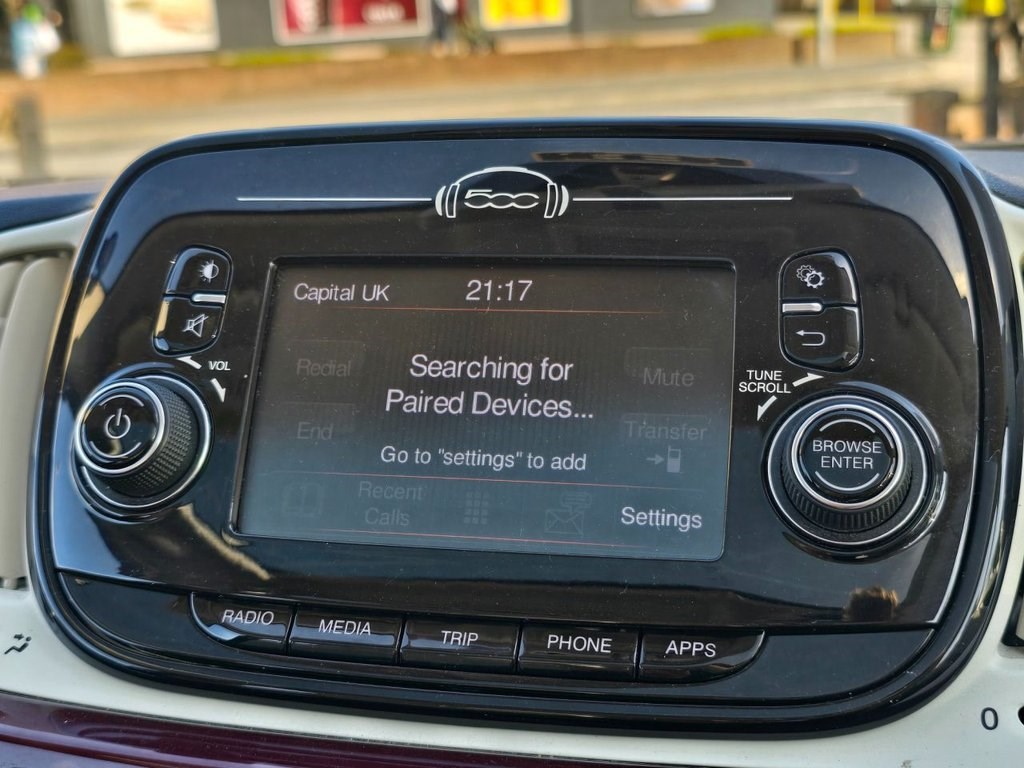 500
Capital UK 21:17
VOL
TUNE
SCROLL
Redial
Searching for
Paired Devices...
Mute
End
Transfer
Go to "settings" to add
BROWSE
ENTER
Recent
Calls
Settings
RADIO
MEDIA
TRIP
PHONE
APPS
0